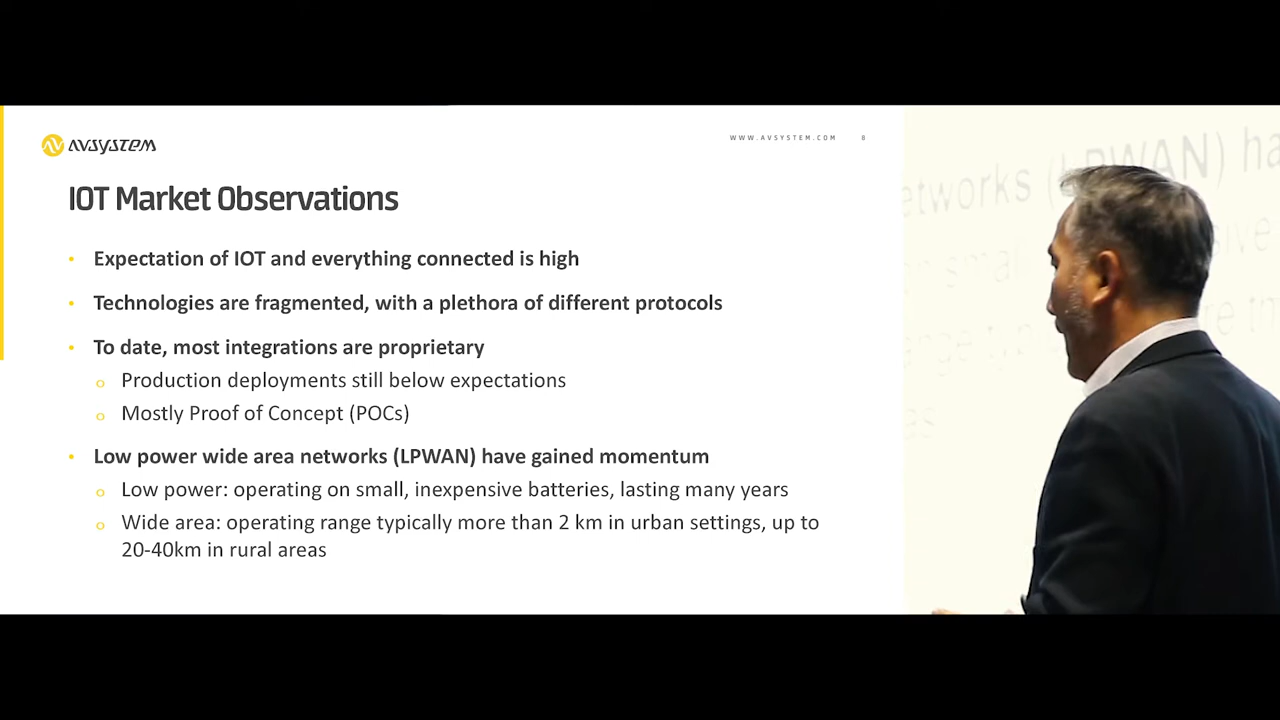 AVSYSTEM
WWW.AVSYSTEM.COM 8
IOT Market Observations
• Expectation of IOT and everything connected is high
• Technologies are fragmented, with a plethora of different protocols
• To date, most integrations are proprietary
o Production deployments still below expectations
o Mostly Proof of Concept (POCs)
• Low power wide area networks (LPWAN) have gained momentum
o Low power: operating on small, inexpensive batteries, lasting many years
o Wide area: operating range typically more than 2 km in urban settings, up to
20-40km in rural areas
etworks (LPWAN) ha